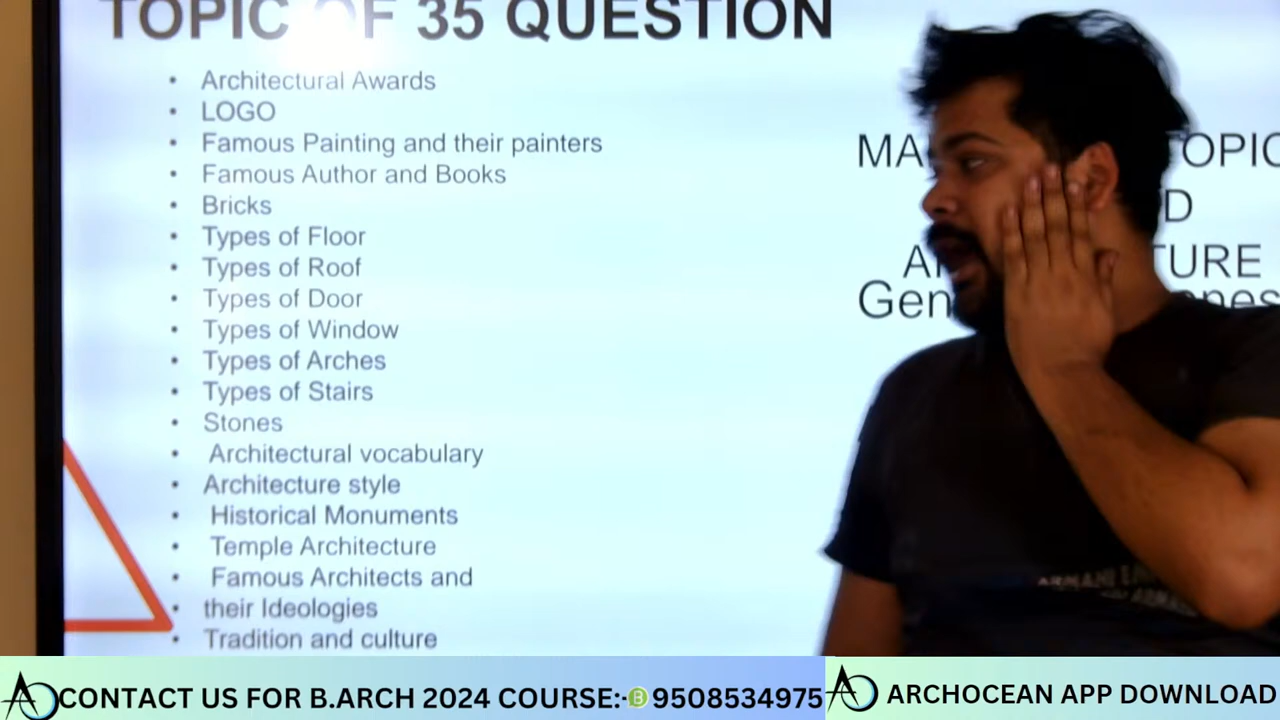 TOPIC OF 35 QUESTION
• Architectural Awards
• LOGO
• Famous Painting and their painters
• Famous Author and Books
• Bricks
• Types of Floor
• Types of Roof
• Types of Door
• Types of Window
• Types of Arches
• Types of Stairs
• Stones
• Architectural vocabulary
• Architecture style
• Historical Monuments
• Temple Architecture
• Famous Architects and
• their Ideologies
• Tradition and culture
CONTACT US FOR B.ARCH 2024 COURSE:- 9508534975
ARCHOCEAN APP DOWNLOAD